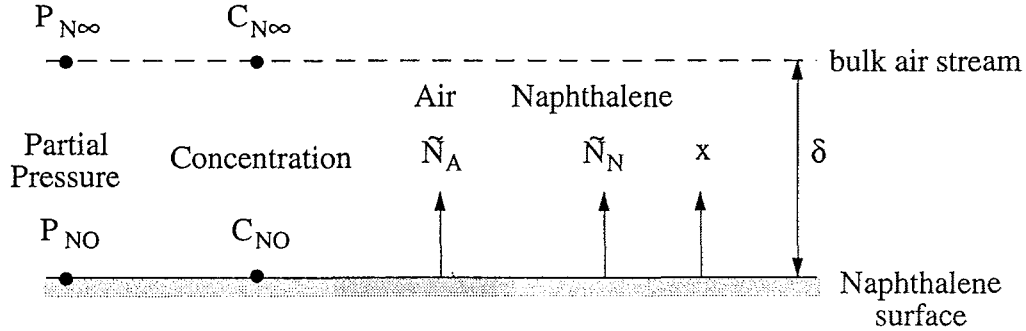 P_N∞ C_N∞
bulk air stream
Air Naphthalene
Partial
Pressure
Concentration Ñ_A Ñ_N x δ
P_NO C_NO
Naphthalene
surface